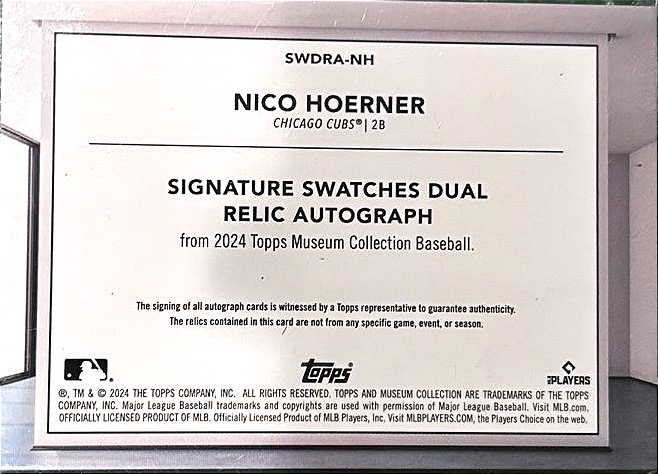 SWDRA-NH
NICO HOERNER
CHICAGO CUBS® | 2B
SIGNATURE SWATCHES DUAL
RELIC AUTOGRAPH
from 2024 Topps Museum Collection Baseball.
The signing of all autograph cards is witnessed by a Topps representative to guarantee authenticity.
The relics contained in this card are not from any specific game, event, or season.
Topps
PLAYERS
®, TM & © 2024 THE TOPPS COMPANY, INC. ALL RIGHTS RESERVED. TOPPS AND MUSEUM COLLECTION ARE TRADEMARKS OF THE TOPPS
COMPANY, INC. Major League Baseball trademarks and copyrights are used with permission of Major League Baseball. Visit MLB.com.
OFFICIALLY LICENSED PRODUCT OF MLB. Officially Licensed Product of MLB Players, Inc. Visit MLBPLAYERS.COM, the Players Choice on the web.